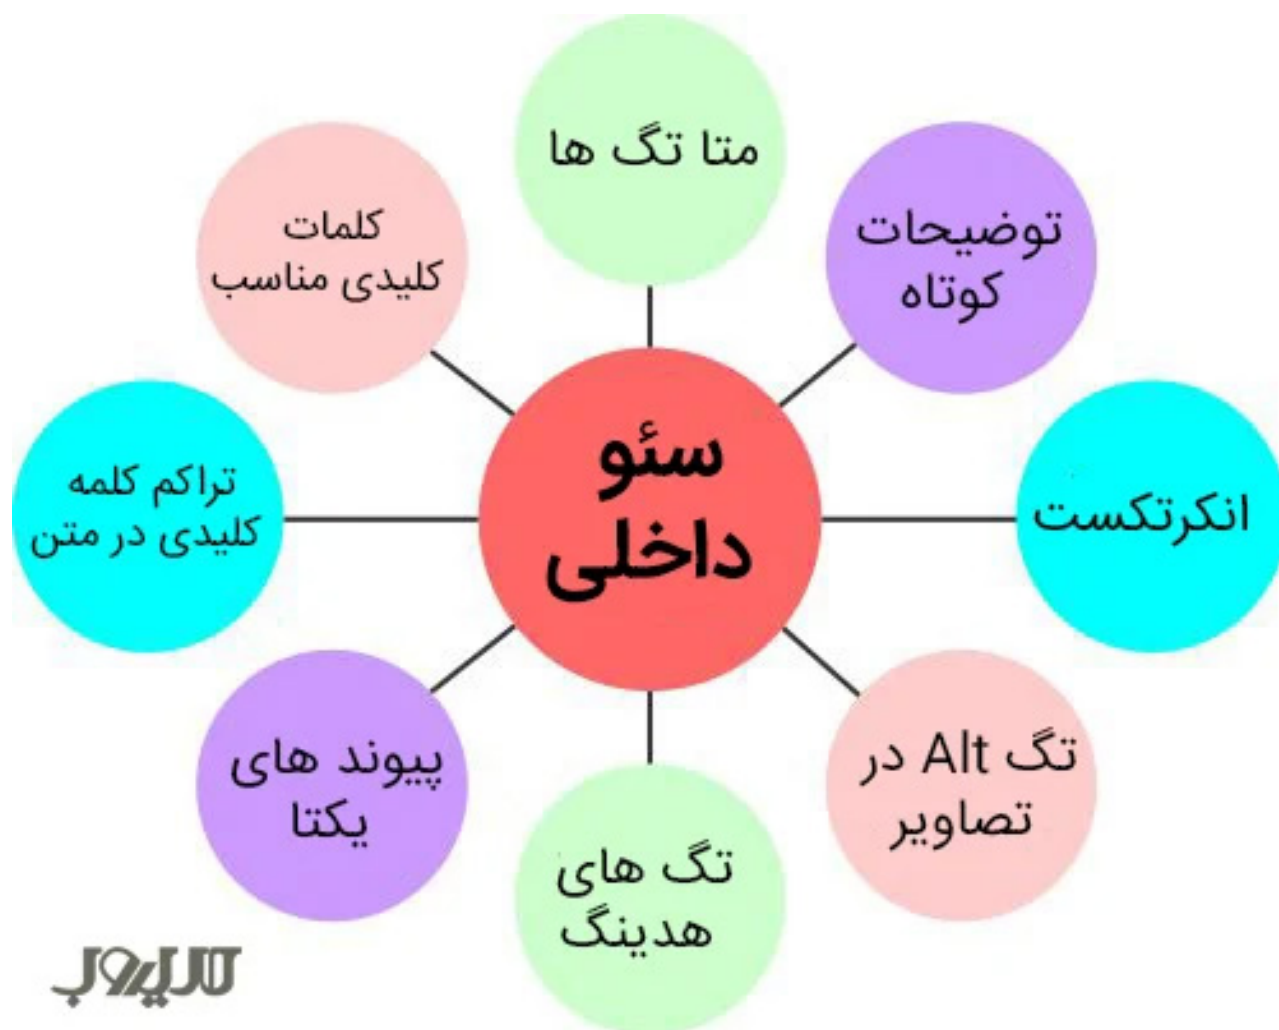 متا تگ ها
توضیحات
کوتاه
کلمات
کلیدی مناسب
سئو
داخلی
انکرتکست
تراکم کلمه
کلیدی در متن
تگ Alt در
تصاویر
پیوند های
یکتا
تگ های
هدینگ